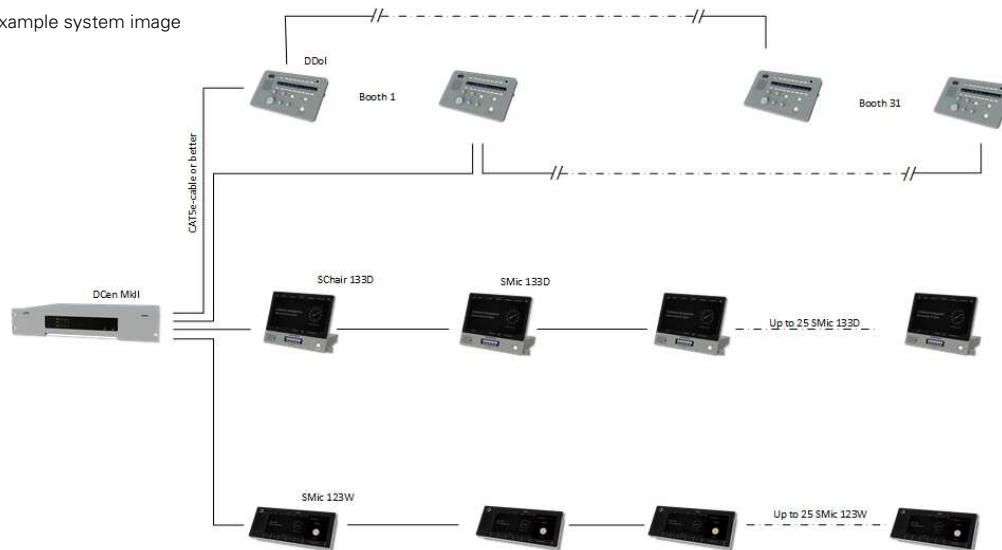 xample system image
DDoI
Booth 1
Booth 31
CAT5e-cable or better
SChair 133D
SMic 133D
DCen MkII
Up to 25 SMic 133D
SMic 123W
Up to 25 SMic 123W